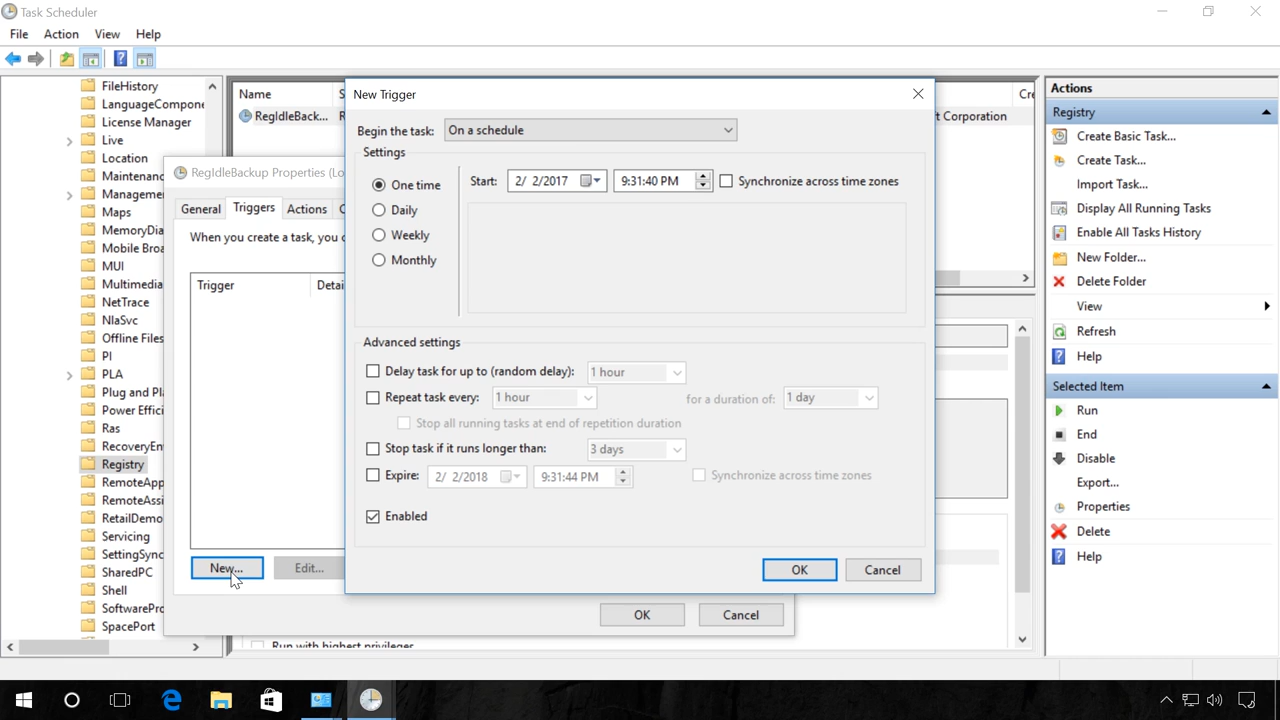 Task Scheduler
File Action View Help
FileHistory
LanguageCompone
License Manager
Live
Location
Maintenanc
Manageme
Maps
MemoryDia
Mobile Broa
MUI
Multimedia
NetTrace
NlaSvc
Offline Files
PI
PLA
Plug and Pl
Power Effici
Ras
RecoveryEn
Registry
RemoteApp
RemoteAssi
RetailDemo
Servicing
SettingSync
SharedPC
Shell
SoftwarePro
SpacePort
Name S Cre
RegIdleBack... R t Corporation
RegIdleBackup Properties (Lo
General Triggers Actions C
When you create a task, you c
Trigger Detai
New... Edit...
OK Cancel
Run with highest privileges
New Trigger
Begin the task: On a schedule
Settings
One time
Daily
Weekly
Monthly
Start: 2/ 2/2017 9:31:40 PM Synchronize across time zones
Advanced settings
Delay task for up to (random delay): 1 hour
Repeat task every: 1 hour for a duration of: 1 day
Stop all running tasks at end of repetition duration
Stop task if it runs longer than: 3 days
Expire: 2/ 2/2018 9:31:44 PM Synchronize across time zones
Enabled
OK Cancel
Actions
Registry
Create Basic Task...
Create Task...
Import Task...
Display All Running Tasks
Enable All Tasks History
New Folder...
Delete Folder
View
Refresh
Help
Selected Item
Run
End
Disable
Export...
Properties
Delete
Help